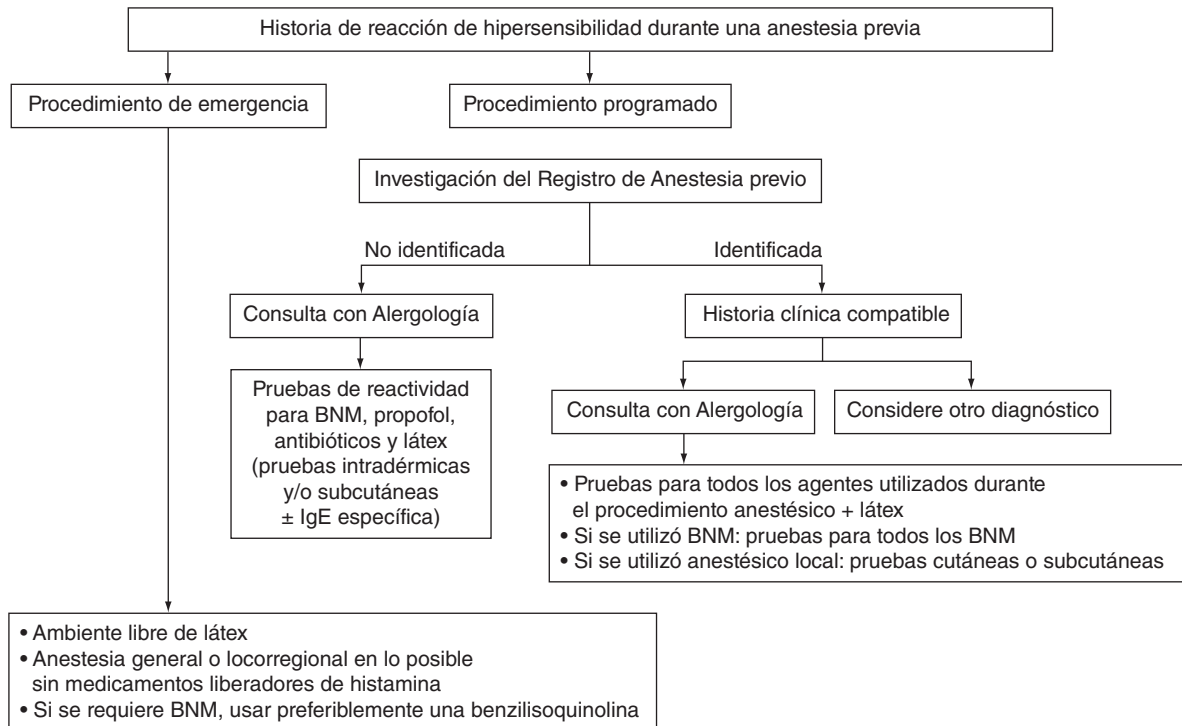 Historia de reacción de hipersensibilidad durante una anestesia previa
Procedimiento de emergencia
Procedimiento programado
Investigación del Registro de Anestesia previo
No identificada
Identificada
Consulta con Alergología
Historia clínica compatible
Pruebas de reactividad
para BNM, propofol,
antibióticos y látex
(pruebas intradérmicas
y/o subcutáneas
± IgE específica)
Consulta con Alergología
Considere otro diagnóstico
• Pruebas para todos los agentes utilizados durante
el procedimiento anestésico + látex
• Si se utilizó BNM: pruebas para todos los BNM
• Si se utilizó anestésico local: pruebas cutáneas o subcutáneas
• Ambiente libre de látex
• Anestesia general o locorregional en lo posible
sin medicamentos liberadores de histamina
• Si se requiere BNM, usar preferiblemente una benzilisoquinolina